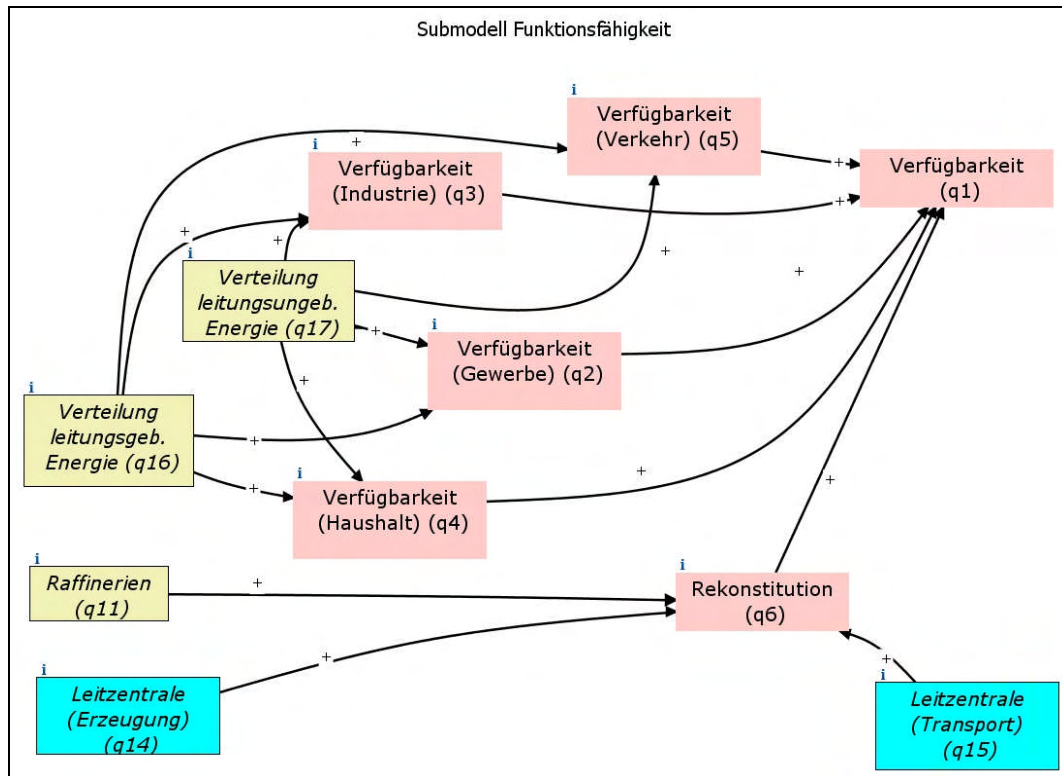 Submodell Funktionsfähigkeit
i
Verfügbarkeit
(Verkehr) (q5)
+
i
Verfügbarkeit
(Industrie) (q3)
+
Verfügbarkeit
(q1)
+
+
+
i
Verteilung
leitungsungeb.
Energie (q17)
+
+
+
i
Verfügbarkeit
(Gewerbe) (q2)
+
+
i
Verteilung
leitungsgeb.
Energie (q16)
+
+
i
Verfügbarkeit
(Haushalt) (q4)
+
+
i
Raffinerien
(q11)
+
i
Rekonstitution
(q6)
i
Leitzentrale
(Erzeugung)
(q14)
+
+
i
Leitzentrale
(Transport)
(q15)